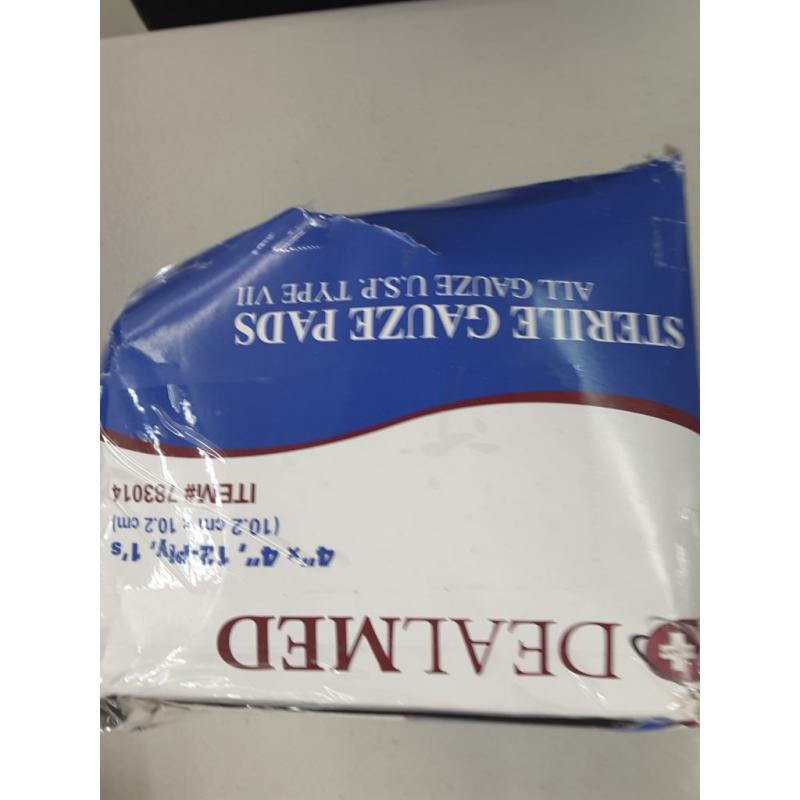 DEALMED
4"x 4", 12-Ply, 1's
(10.2 cm x 10.2 cm)
ITEM# 783014
STERILE GAUZE PADS
ALL GAUZE U.S.P. TYPE VII